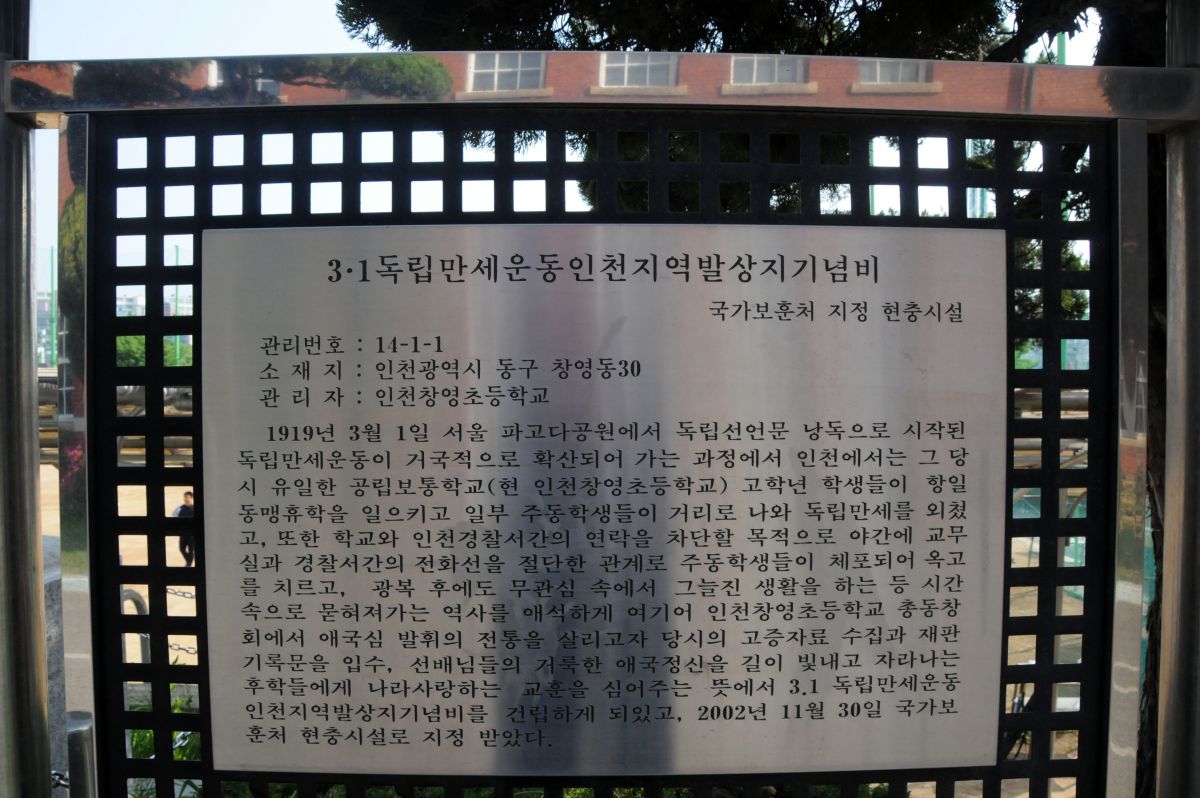 3·1독립만세운동인천지역발상지기념비
국가보훈처 지정 현충시설
관리번호 : 14-1-1
소 재 지 : 인천광역시 동구 창영동30
관 리 자 : 인천창영초등학교
1919년 3월 1일 서울 파고다공원에서 독립선언문 낭독으로 시작된
독립만세운동이 거국적으로 확산되어 가는 과정에서 인천에서는 그 당
시 유일한 공립보통학교(현 인천창영초등학교) 고학년 학생들이 항일
동맹휴학을 일으키고 일부 주동학생들이 거리로 나와 독립만세를 외쳤
고, 또한 학교와 인천경찰서간의 연락을 차단할 목적으로 야간에 교무
실과 경찰서간의 전화선을 절단한 관계로 주동학생들이 체포되어 옥고
를 치르고, 광복 후에도 무관심 속에서 그늘진 생활을 하는 등 시간
속으로 묻혀져가는 역사를 애석하게 여기어 인천창영초등학교 총동창
회에서 애국심 발휘의 전통을 살리고자 당시의 고증자료 수집과 재판
기록문을 입수, 선배님들의 거룩한 애국정신을 길이 빛내고 자라나는
후학들에게 나라사랑하는 교훈을 심어주는 뜻에서 3.1 독립만세운동
인천지역발상지기념비를 건립하게 되있고, 2002년 11월 30일 국가보
훈처 현충시설로 지정 받았다.